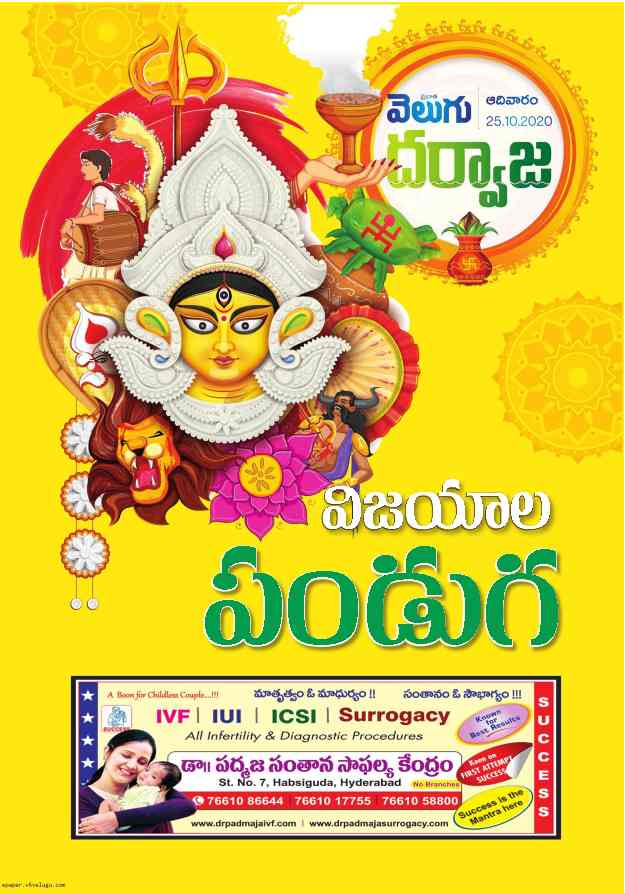 ప్రభాత
వెలుగు
ఆదివారం
25.10.2020
దర్వాజ
విజయాల
పండుగ
A Boon for Childless Couple...!!!
మాతృత్వం ఓ మాధుర్యం !!
సంతానం ఓ సౌభాగ్యం !!!
SUCCESS
IVF | IUI | ICSI | Surrogacy
All Infertility & Diagnostic Procedures
Known for Best Results
డా॥ పద్మజ సంతాన సాఫల్య కేంద్రం
Keen on FIRST ATTEMPT SUCCESS
St. No. 7, Habsiguda, Hyderabad
No Branches
76610 86644 | 76610 17755 | 76610 58800
Success is the Mantra here
www.drpadmajaivf.com | www.drpadmajasurrogacy.com
SUCCESS
epaper.v6velugu.com